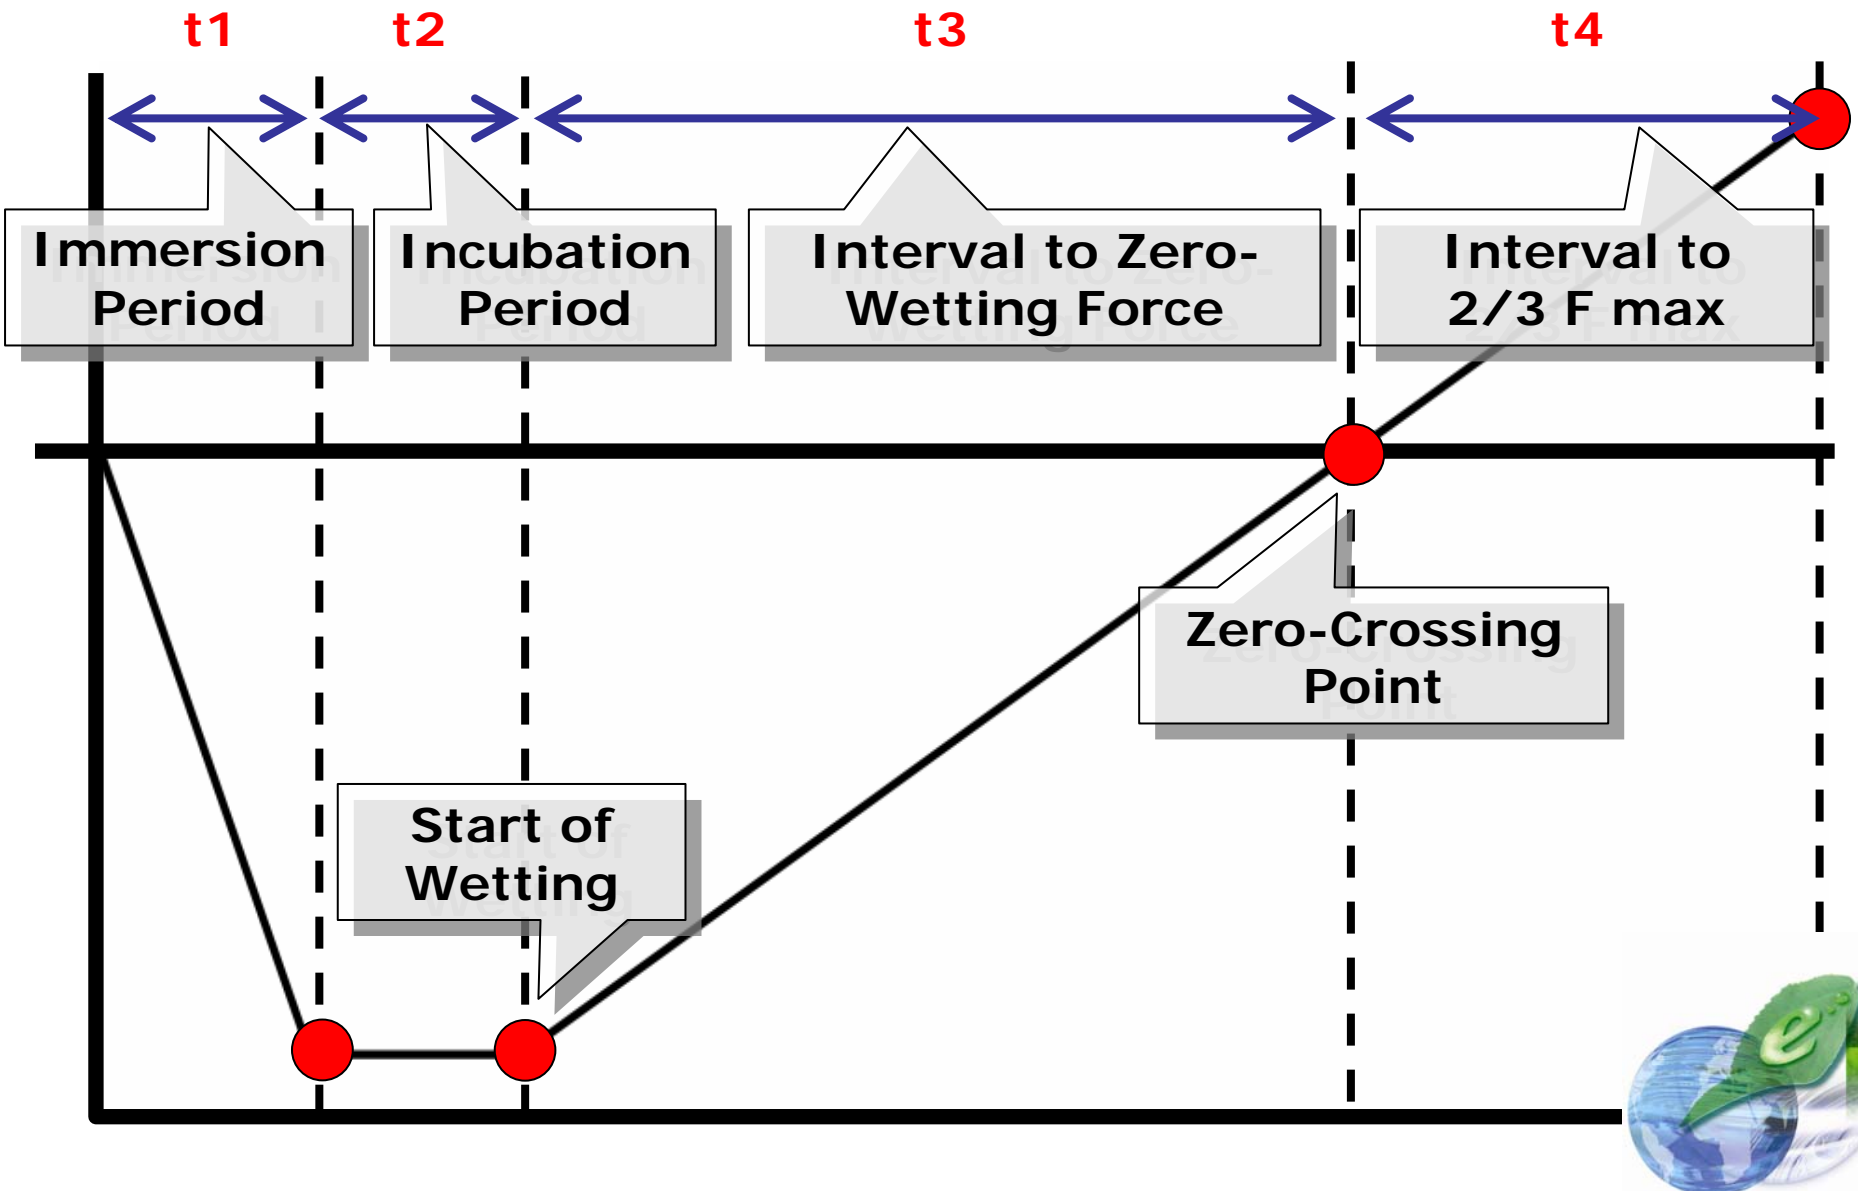 t1 t2 t3 t4
Immersion
Period
Incubation
Period
Interval to Zero-
Wetting Force
Interval to
2/3 F max
Zero-Crossing
Point
Start of
Wetting
e